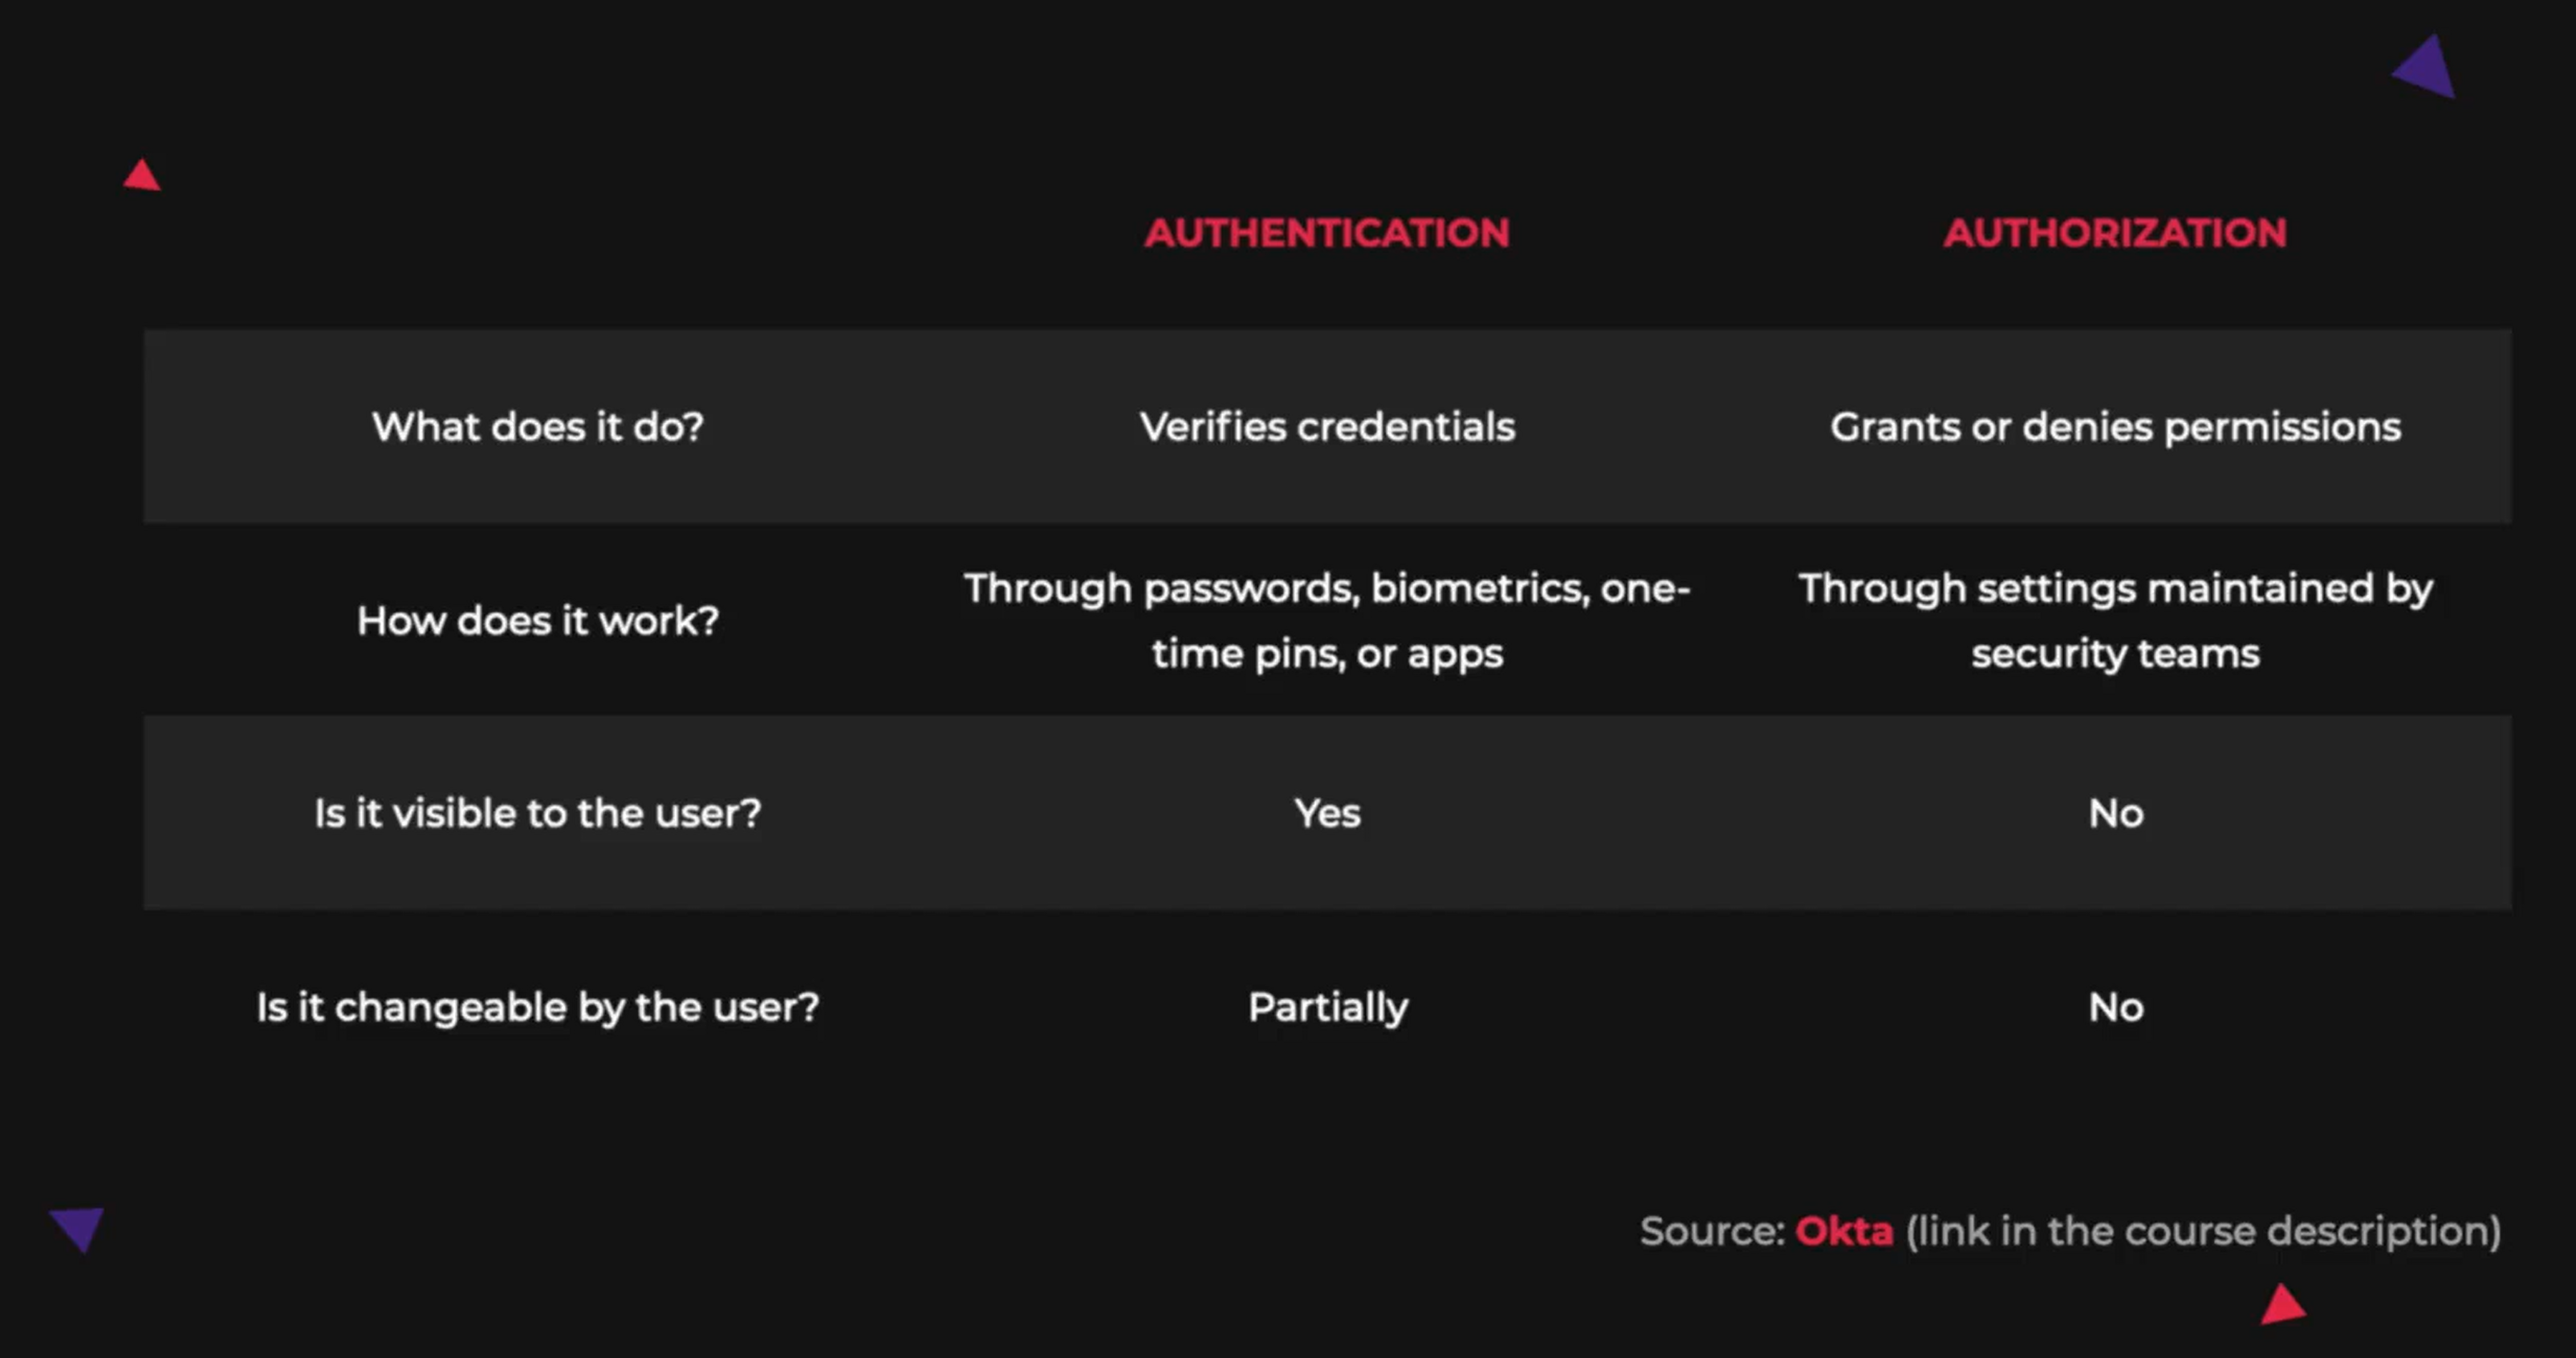 AUTHENTICATION AUTHORIZATION
What does it do? Verifies credentials Grants or denies permissions
How does it work? Through passwords, biometrics, one-
time pins, or apps Through settings maintained by
security teams
Is it visible to the user? Yes No
Is it changeable by the user? Partially No
Source: Okta (link in the course description)